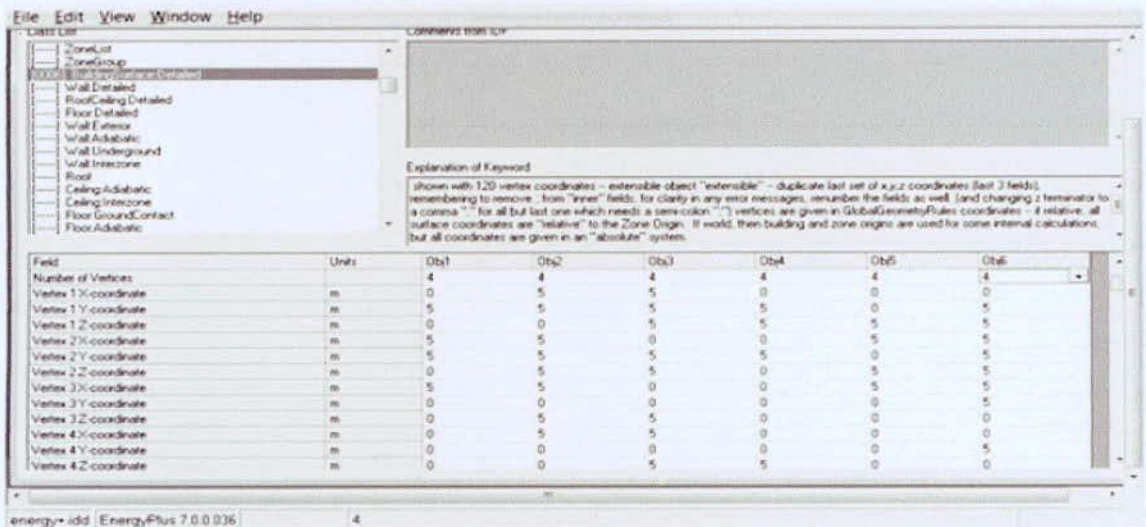 File Edit View Window Help
Class List
Comments from IDF
[------] ZoneList
[------] ZoneGroup
[0006] BuildingSurface:Detailed
[------] Wall:Detailed
[------] RoofCeiling:Detailed
[------] Floor:Detailed
[------] Wall:Exterior
[------] Wall:Adiabatic
[------] Wall:Underground
[------] Wall:Interzone
[------] Roof
[------] Ceiling:Adiabatic
[------] Ceiling:Interzone
[------] Floor:GroundContact
[------] Floor:Adiabatic
Explanation of Keyword
shown with 120 vertex coordinates -- extensible object "extensible" -- duplicate last set of x,y,z coordinates (last 3 fields),
remembering to remove ; from "inner" fields. for clarity in any error messages, renumber the fields as well. (and changing z terminator to
a comma "," for all but last one which needs a semi-colon ";") vertices are given in GlobalGeometryRules coordinates -- if relative, all
surface coordinates are "relative" to the Zone Origin. If world, then building and zone origins are used for some internal calculations,
but all coordinates are given in an "absolute" system.
Field Units Obj1 Obj2 Obj3 Obj4 Obj5 Obj6
Number of Vertices 4 4 4 4 4 4
Vertex 1 X-coordinate m 0 5 5 0 0 0
Vertex 1 Y-coordinate m 5 5 5 5 0 5
Vertex 1 Z-coordinate m 0 0 5 5 5 5
Vertex 2 X-coordinate m 5 5 0 0 5 5
Vertex 2 Y-coordinate m 5 5 5 5 0 5
Vertex 2 Z-coordinate m 0 5 5 0 5 5
Vertex 3 X-coordinate m 5 5 0 0 5 5
Vertex 3 Y-coordinate m 0 0 0 0 0 5
Vertex 3 Z-coordinate m 0 5 5 0 0 0
Vertex 4 X-coordinate m 0 5 5 0 0 0
Vertex 4 Y-coordinate m 0 0 0 0 0 5
Vertex 4 Z-coordinate m 0 0 5 5 0 0
energy+.idd EnergyPlus 7.0.0.036 4